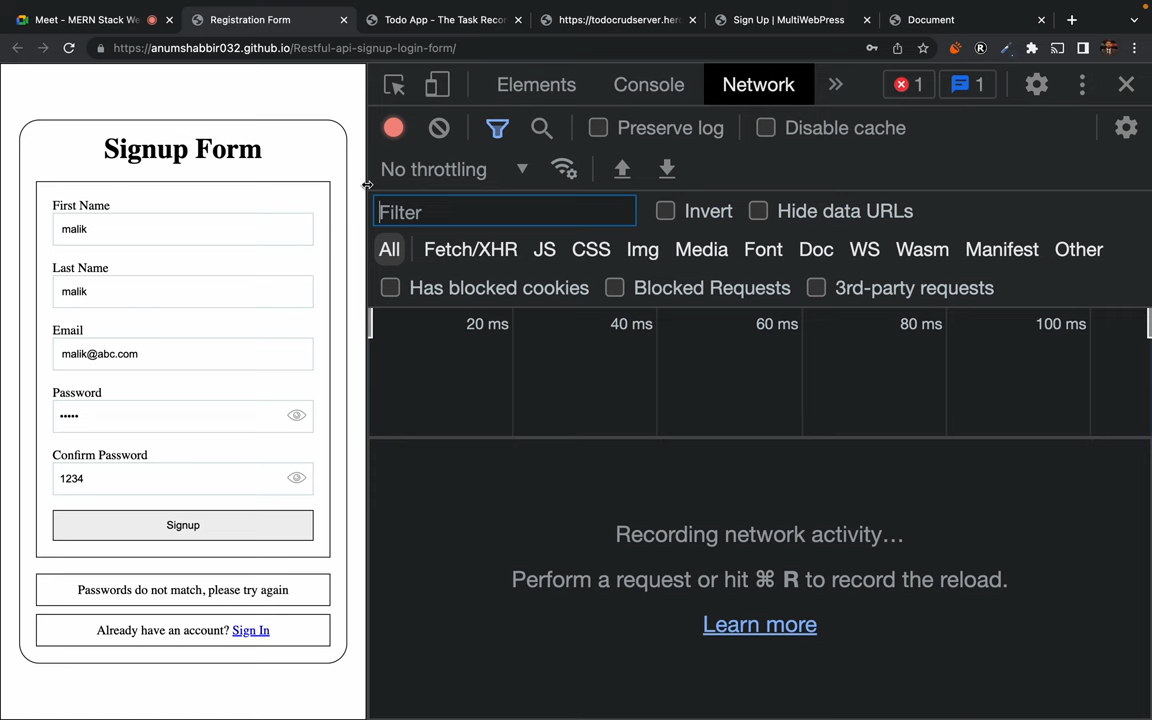 Meet - MERN Stack We
Registration Form
Todo App - The Task Recor
https://todocrudserver.her
Sign Up | MultiWebPress
Document
https://anumshabbir032.github.io/Restful-api-signup-login-form/
Signup Form
First Name
malik
Last Name
malik
Email
malik@abc.com
Password
•••••
Confirm Password
1234
Signup
Passwords do not match, please try again
Already have an account? Sign In
Elements
Console
Network
1
1
Preserve log
Disable cache
No throttling
Filter
Invert
Hide data URLs
All
Fetch/XHR
JS
CSS
Img
Media
Font
Doc
WS
Wasm
Manifest
Other
Has blocked cookies
Blocked Requests
3rd-party requests
20 ms
40 ms
60 ms
80 ms
100 ms
Recording network activity…
Perform a request or hit ⌘ R to record the reload.
Learn more